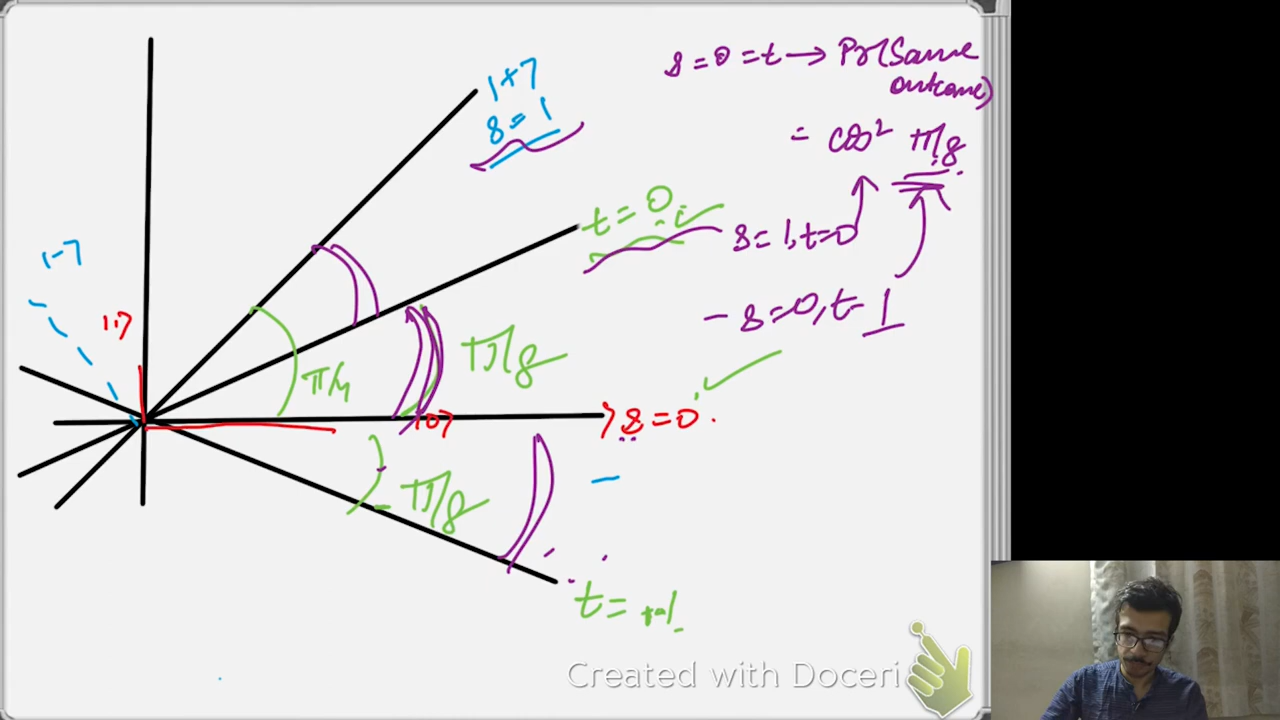 s=0=t → Pr(Same
outcome)
= cos² π/8
s=1, t=0
- s=0, t=1
|+>
s=1
t=0
|->
|1>
π/4
π/8
|0>
s=0
-π/8
t=
Created with Doceri